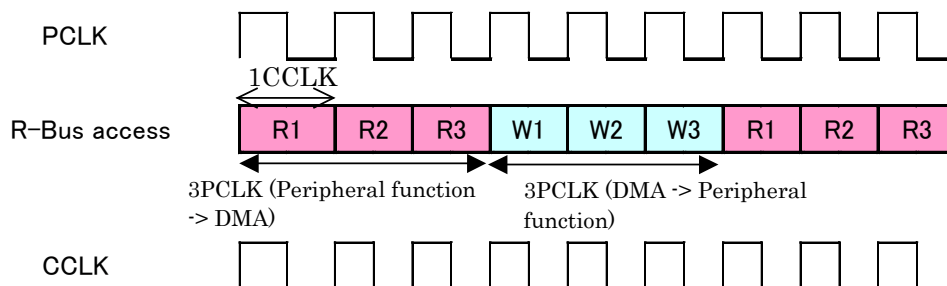 PCLK
1CCLK
R-Bus access
R1 R2 R3 W1 W2 W3 R1 R2 R3
3PCLK (Peripheral function
-> DMA)
3PCLK (DMA -> Peripheral
function)
CCLK